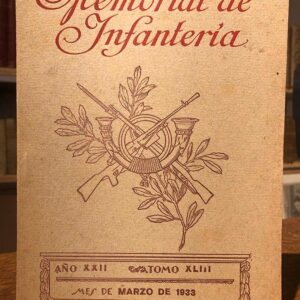 Memorial de
Infantería
AÑO XXII TOMO XLIII
MES DE MARZO DE 1933